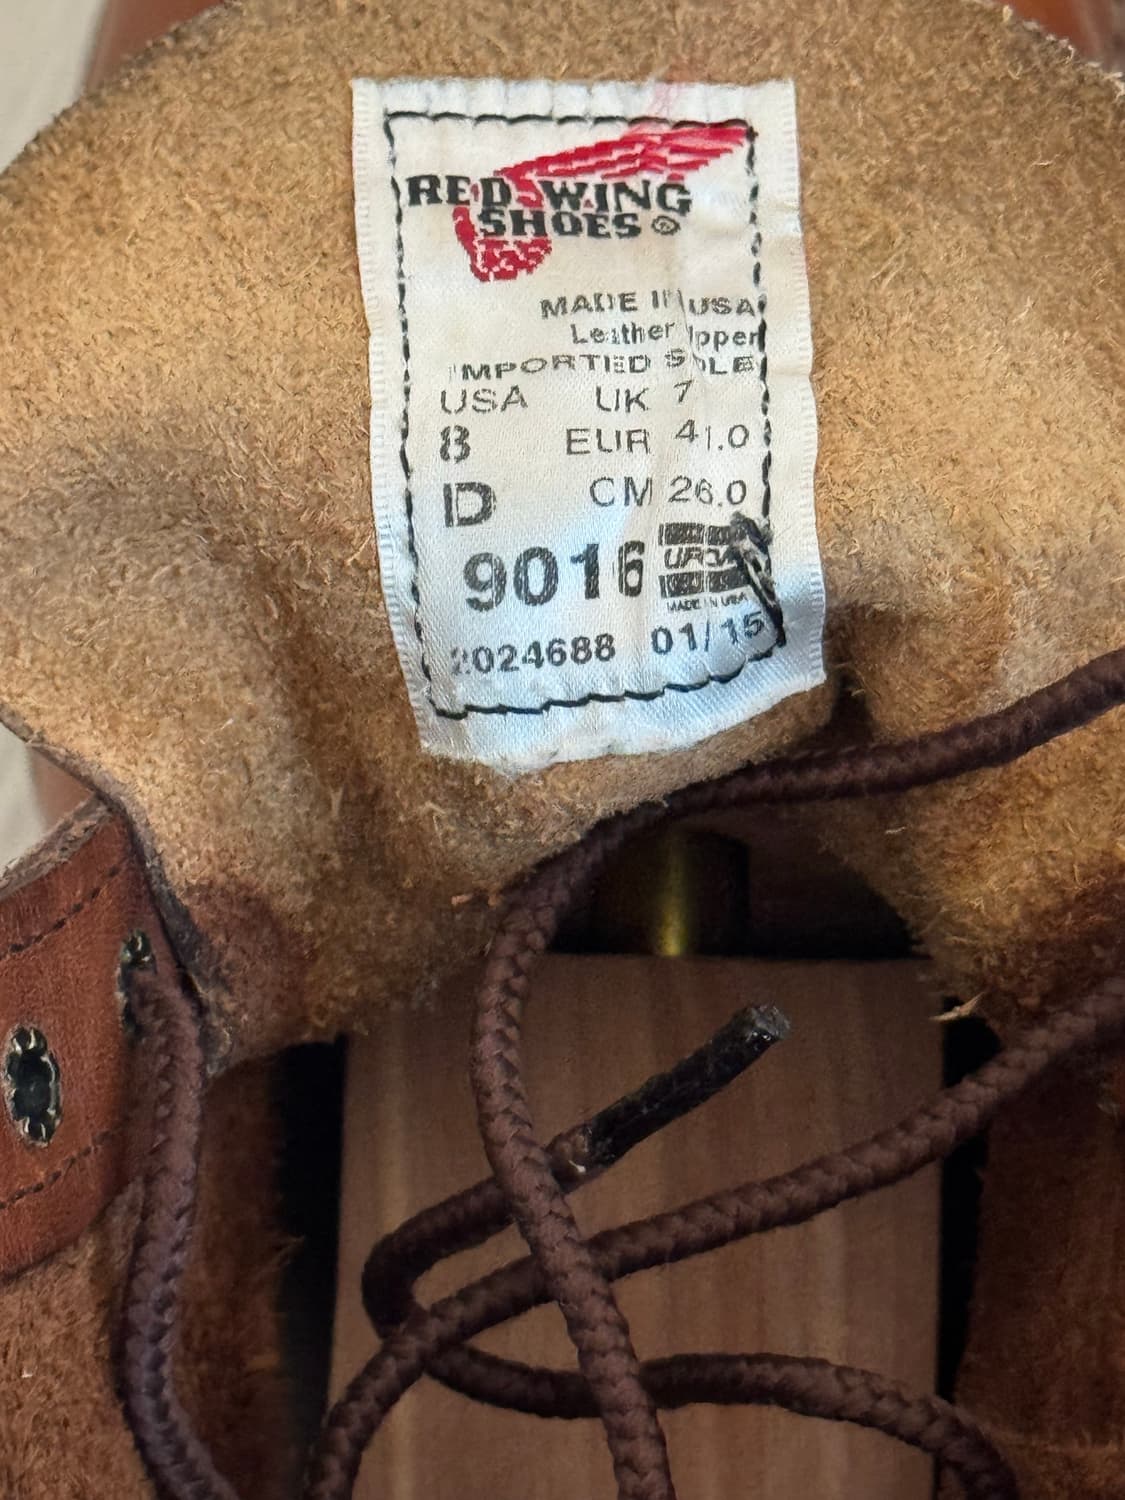 RED WING
SHOES®
MADE IN USA
Leather Upper
IMPORTED SOLE
USA UK 7
8 EUR 41.0
D CM 26.0
9016
MADE IN USA
2024688 01/15